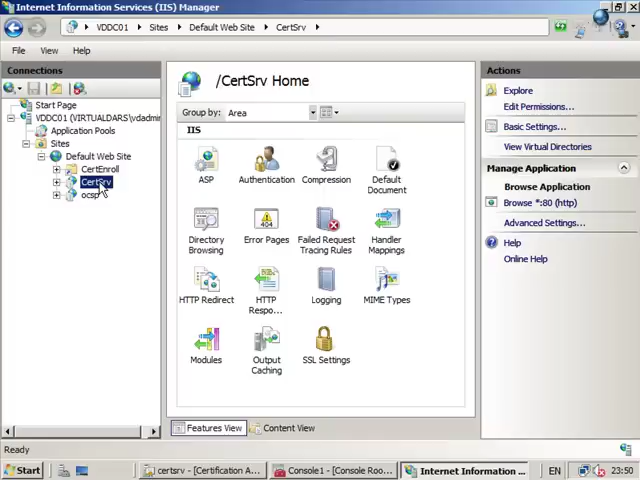 Internet Information Services (IIS) Manager
VDDC01
Sites
Default Web Site
CertSrv
File
View
Help
Connections
Start Page
VDDC01 (VIRTUALDARS\vdadmin
Application Pools
Sites
Default Web Site
CertEnroll
CertSrv
ocsp
/CertSrv Home
Group by:
Area
IIS
ASP
Authentication
Compression
Default
Document
Directory
Browsing
Error Pages
Failed Request
Tracing Rules
Handler
Mappings
404
HTTP Redirect
HTTP
Respo...
Logging
MIME Types
Modules
Output
Caching
SSL Settings
Features View
Content View
Actions
Explore
Edit Permissions...
Basic Settings...
View Virtual Directories
Manage Application
Browse Application
Browse *:80 (http)
Advanced Settings...
Help
Online Help
Ready
Start
certsrv - [Certification A...
Console1 - [Console Roo...
Internet Information ...
EN
23:50